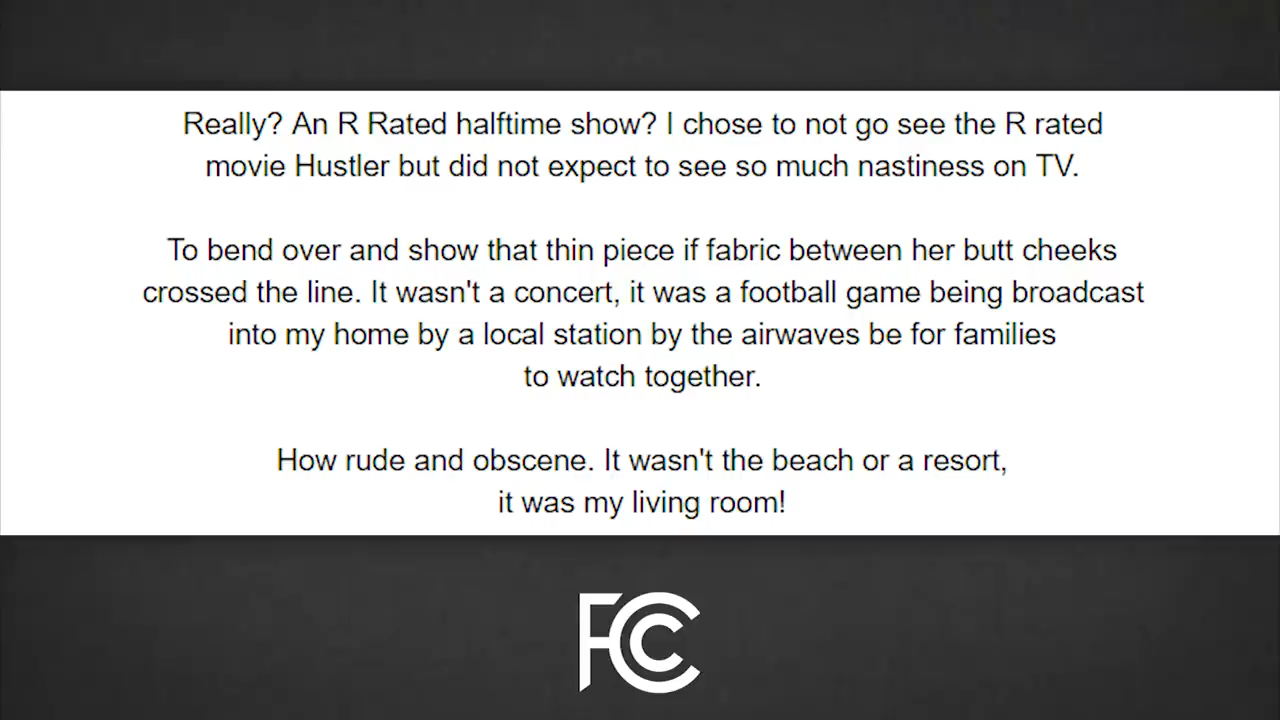 Really? An R Rated halftime show? I chose to not go see the R rated
movie Hustler but did not expect to see so much nastiness on TV.
To bend over and show that thin piece if fabric between her butt cheeks
crossed the line. It wasn't a concert, it was a football game being broadcast
into my home by a local station by the airwaves be for families
to watch together.
How rude and obscene. It wasn't the beach or a resort,
it was my living room!
FCC